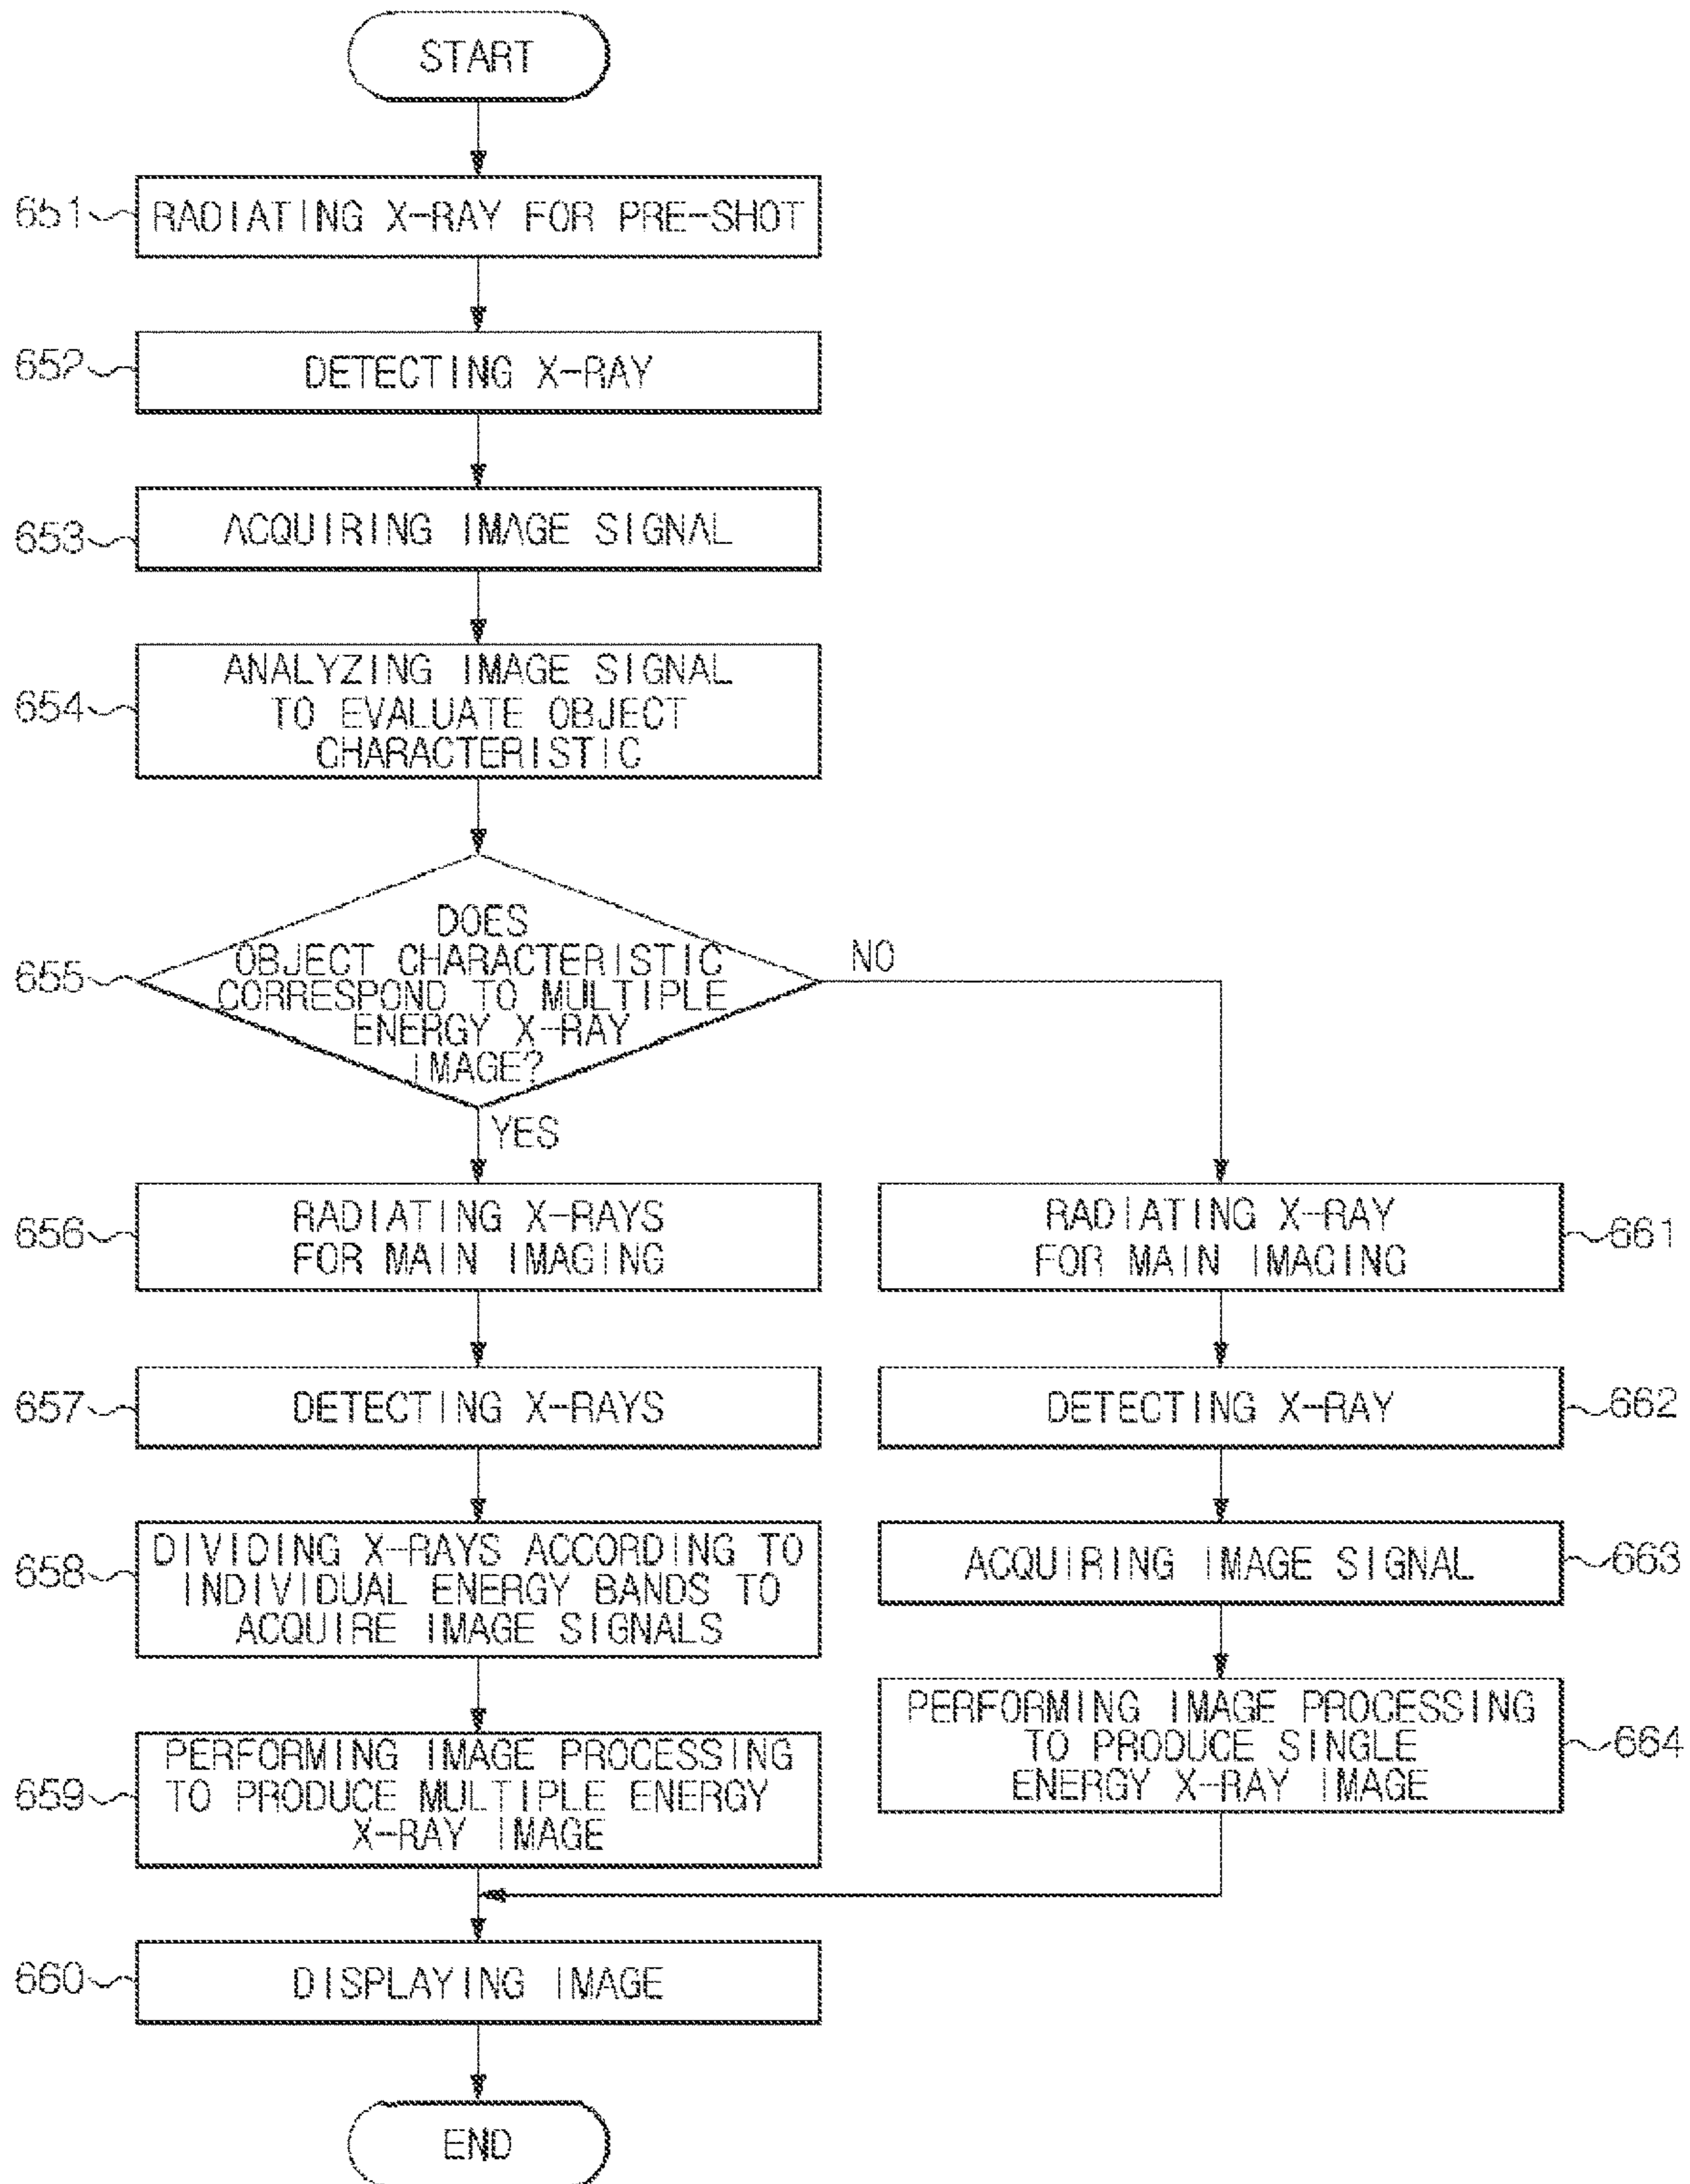 START
651
RADIATING X-RAY FOR PRE-SHOT
652
DETECTING X-RAY
653
ACQUIRING IMAGE SIGNAL
654
ANALYZING IMAGE SIGNAL
TO EVALUATE OBJECT
CHARACTERISTIC
655
DOES
OBJECT CHARACTERISTIC
CORRESPOND TO MULTIPLE
ENERGY X-RAY
IMAGE?
NO
YES
656
RADIATING X-RAYS
FOR MAIN IMAGING
657
DETECTING X-RAYS
658
DIVIDING X-RAYS ACCORDING TO
INDIVIDUAL ENERGY BANDS TO
ACQUIRE IMAGE SIGNALS
659
PERFORMING IMAGE PROCESSING
TO PRODUCE MULTIPLE ENERGY
X-RAY IMAGE
RADIATING X-RAY
FOR MAIN IMAGING
661
DETECTING X-RAY
662
ACQUIRING IMAGE SIGNAL
663
PERFORMING IMAGE PROCESSING
TO PRODUCE SINGLE
ENERGY X-RAY IMAGE
664
660
DISPLAYING IMAGE
END